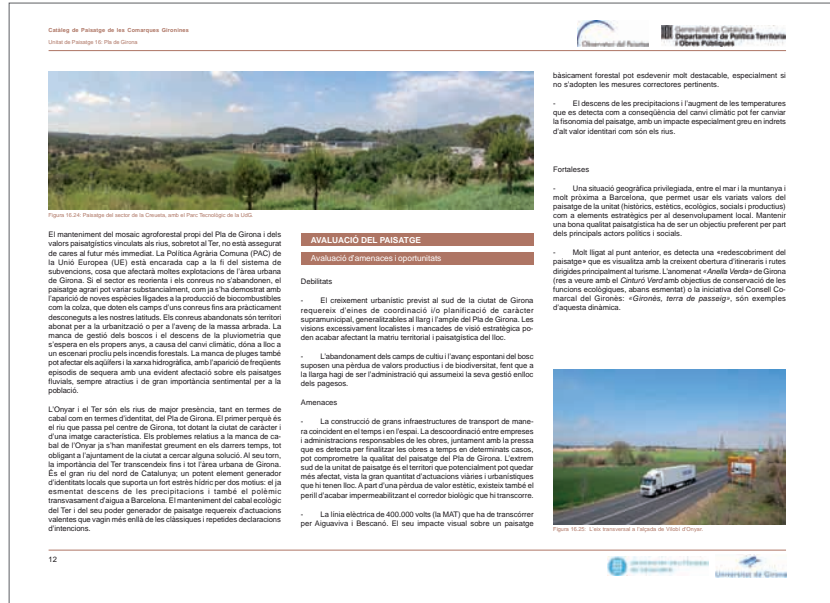 Catàleg de Paisatge de les Comarques Gironines
Unitat de Paisatge 16: Pla de Girona
Observatori del Paisatge
Generalitat de Catalunya
Departament de Política Territorial
i Obres Públiques
Figura 16.24: Paisatge del sector de la Creueta, amb el Parc Tecnològic de la UdG.
El manteniment del mosaic agroforestal propi del Pla de Girona i dels
valors paisatgístics vinculats als rius, sobretot al Ter, no està assegurat
de cares al futur més immediat. La Política Agrària Comuna (PAC) de
la Unió Europea (UE) està encarada cap a la fi del sistema de
subvencions, cosa que afectarà moltes explotacions de l'àrea urbana
de Girona. Si el sector es reorienta i els conreus no s'abandonen, el
paisatge agrari pot variar substancialment, com ja s'ha demostrat amb
l'aparició de noves espècies lligades a la producció de biocombustibles
com la colza, que doten els camps d'uns conreus fins ara pràcticament
desconeguts a les nostres latituds. Els conreus abandonats són territori
abonat per a la urbanització o per a l'avenç de la massa arbrada. La
manca de gestió dels boscos i el descens de la pluviometria que
s'espera en els propers anys, a causa del canvi climàtic, dóna a lloc a
un escenari procliu pels incendis forestals. La manca de pluges també
pot afectar els aqüífers i la xarxa hidrogràfica, amb l'aparició de freqüents
episodis de sequera amb una evident afectació sobre els paisatges
fluvials, sempre atractius i de gran importància sentimental per a la
població.
L'Onyar i el Ter són els rius de major presència, tant en termes de
cabal com en termes d'identitat, del Pla de Girona. El primer perquè és
el riu que passa pel centre de Girona, tot dotant la ciutat de caràcter i
d'una imatge característica. Els problemes relatius a la manca de ca-
bal de l'Onyar ja s'han manifestat greument en els darrers temps, tot
obligant a l'ajuntament de la ciutat a cercar alguna solució. Al seu torn,
la importància del Ter transcendeix fins i tot l'àrea urbana de Girona.
És el gran riu del nord de Catalunya; un potent element generador
d'identitats locals que suporta un fort estrès hídric per dos motius: el ja
esmentat descens de les precipitacions i també el polèmic
transvasament d'aigua a Barcelona. El manteniment del cabal ecològic
del Ter i del seu poder generador de paisatge requereix d'actuacions
valentes que vagin més enllà de les clàssiques i repetides declaracions
d'intencions.
AVALUACIÓ DEL PAISATGE
Avaluació d'amenaces i oportunitats
Debilitats
- El creixement urbanístic previst al sud de la ciutat de Girona
requereix d'eines de coordinació i/o planificació de caràcter
supramunicipal, generalitzables al llarg i l'ample del Pla de Girona. Les
visions excessivament localistes i mancades de visió estratègica po-
den acabar afectant la matriu territorial i paisatgística del lloc.
- L'abandonament dels camps de cultiu i l'avanç espontani del bosc
suposen una pèrdua de valors productius i de biodiversitat, fent que a
la llarga hagi de ser l'administració qui assumeixi la seva gestió enlloc
dels pagesos.
Amenaces
- La construcció de grans infraestructures de transport de mane-
ra coincident en el temps i en l'espai. La descoordinació entre empreses
i administracions responsables de les obres, juntament amb la pressa
que es detecta per finalitzar les obres a temps en determinats casos,
pot comprometre la qualitat del paisatge del Pla de Girona. L'extrem
sud de la unitat de paisatge és el territori que potencialment pot quedar
més afectat, vista la gran quantitat d'actuacions viàries i urbanístiques
que hi tenen lloc. A part d'una pèrdua de valor estètic, existeix també el
perill d'acabar impermeabilitzant el corredor biològic que hi transcorre.
- La línia elèctrica de 400.000 volts (la MAT) que ha de transcórrer
per Aiguaviva i Bescanó. El seu impacte visual sobre un paisatge
bàsicament forestal pot esdevenir molt destacable, especialment si
no s'adopten les mesures correctores pertinents.
- El descens de les precipitacions i l'augment de les temperatures
que es detecta com a conseqüència del canvi climàtic pot fer canviar
la fisonomia del paisatge, amb un impacte especialment greu en indrets
d'alt valor identitari com són els rius.
Fortaleses
- Una situació geogràfica privilegiada, entre el mar i la muntanya i
molt pròxima a Barcelona, que permet usar els variats valors del
paisatge de la unitat (històrics, estètics, ecològics, socials i productius)
com a elements estratègics per al desenvolupament local. Mantenir
una bona qualitat paisatgística ha de ser un objectiu preferent per part
dels principals actors polítics i socials.
- Molt lligat al punt anterior, es detecta una «redescobriment del
paisatge» que es visualitza amb la creixent obertura d'itineraris i rutes
dirigides principalment al turisme. L'anomenat «Anella Verda» de Girona
(res a veure amb el Cinturó Verd amb objectius de conservació de les
funcions ecològiques, abans esmentat) o la iniciativa del Consell Co-
marcal del Gironès: «Gironès, terra de passeig», són exemples
d'aquesta dinàmica.
Figura 16.25: L'eix transversal a l'alçada de Vilobí d'Onyar.
12
Universitat de Girona